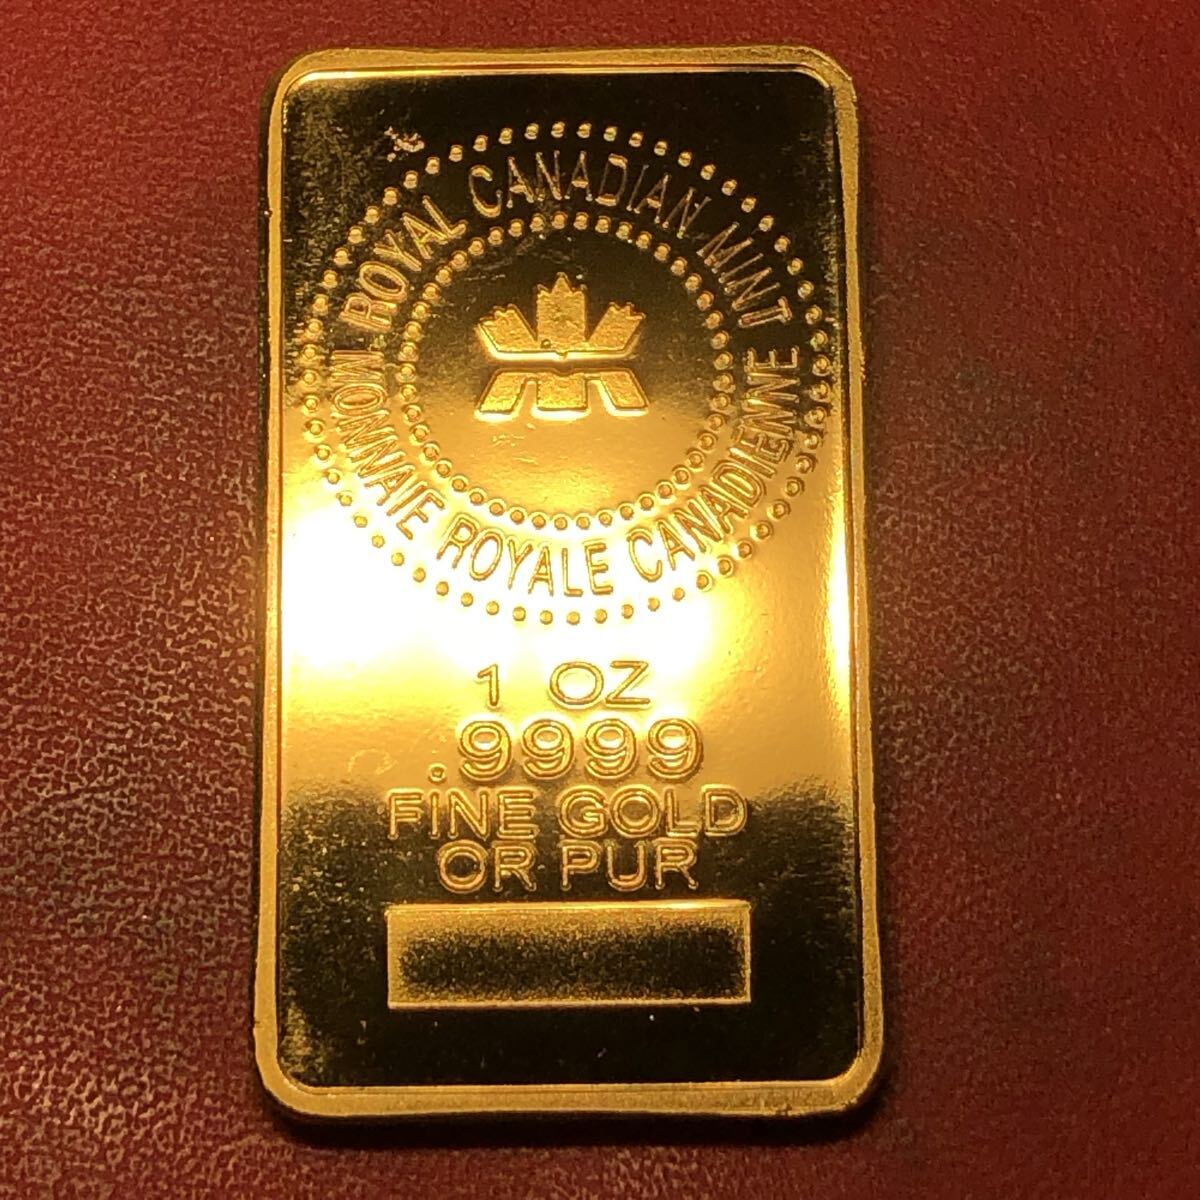 ROYAL CANADIAN MINT
MONNAIE ROYALE CANADIENNE
1 OZ
.9999
FINE GOLD
OR PUR